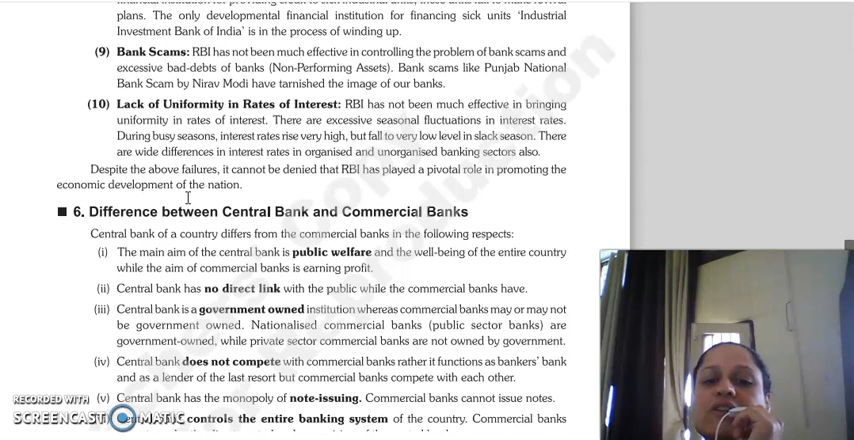 plans. The only developmental financial institution for financing sick units 'Industrial
Investment Bank of India' is in the process of winding up.
(9) Bank Scams: RBI has not been much effective in controlling the problem of bank scams and
excessive bad-debts of banks (Non-Performing Assets). Bank scams like Punjab National
Bank Scam by Nirav Modi have tarnished the image of our banks.
(10) Lack of Uniformity in Rates of Interest: RBI has not been much effective in bringing
uniformity in rates of interest. There are excessive seasonal fluctuations in interest rates.
During busy seasons, interest rates rise very high, but fall to very low level in slack season. There
are wide differences in interest rates in organised and unorganised banking sectors also.
Despite the above failures, it cannot be denied that RBI has played a pivotal role in promoting the
economic development of the nation.
■ 6. Difference between Central Bank and Commercial Banks
Central bank of a country differs from the commercial banks in the following respects:
(i) The main aim of the central bank is public welfare and the well-being of the entire country
while the aim of commercial banks is earning profit.
(ii) Central bank has no direct link with the public while the commercial banks have.
(iii) Central bank is a government owned institution whereas commercial banks may or may not
be government owned. Nationalised commercial banks (public sector banks) are
government-owned, while private sector commercial banks are not owned by government.
(iv) Central bank does not compete with commercial banks rather it functions as bankers' bank
and as a lender of the last resort but commercial banks compete with each other.
(v) Central bank has the monopoly of note-issuing. Commercial banks cannot issue notes.
controls the entire banking system of the country. Commercial banks
RECORDED WITH
SCREENCAST MATIC